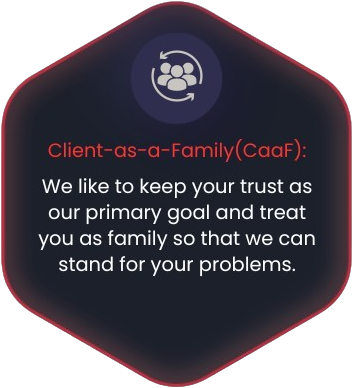 Client-as-a-Family(CaaF):
We like to keep your trust as
our primary goal and treat
you as family so that we can
stand for your problems.